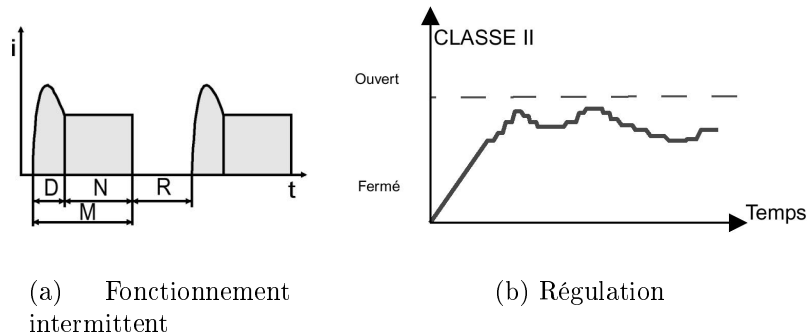 i
D N R t
M
CLASSE II
Ouvert
Fermé
Temps
(a) Fonctionnement
intermittent
(b) Régulation